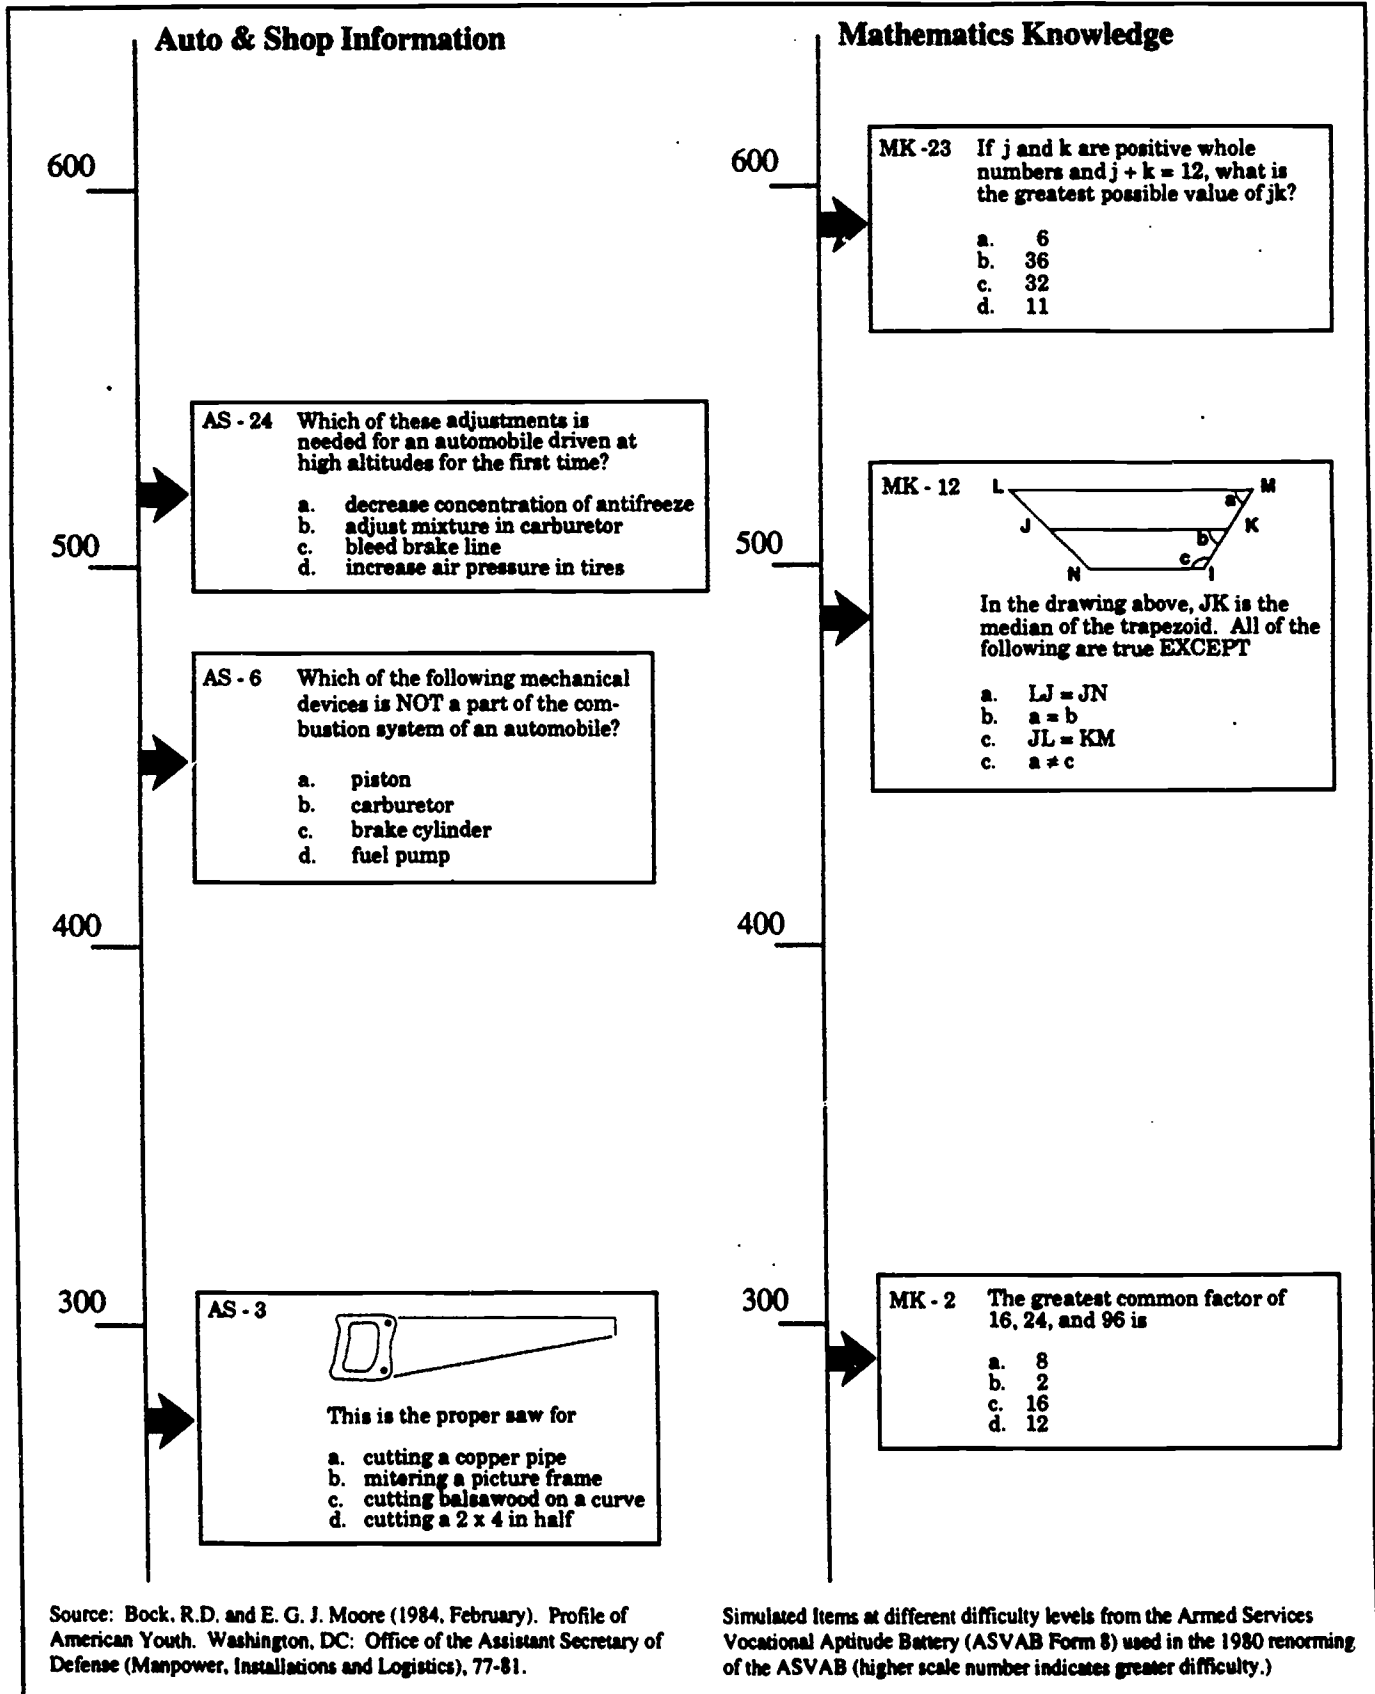 Auto & Shop Information
600
500
400
300
AS - 24 Which of these adjustments is
needed for an automobile driven at
high altitudes for the first time?
a. decrease concentration of antifreeze
b. adjust mixture in carburetor
c. bleed brake line
d. increase air pressure in tires
AS - 6 Which of the following mechanical
devices is NOT a part of the com-
bustion system of an automobile?
a. piston
b. carburetor
c. brake cylinder
d. fuel pump
AS - 3
This is the proper saw for
a. cutting a copper pipe
b. mitering a picture frame
c. cutting balsawood on a curve
d. cutting a 2 x 4 in half
Mathematics Knowledge
600
500
400
300
MK -23 If j and k are positive whole
numbers and j + k = 12, what is
the greatest possible value of jk?
a. 6
b. 36
c. 32
d. 11
MK - 12
L
M
a
J
K
b
c
N
I
In the drawing above, JK is the
median of the trapezoid. All of the
following are true EXCEPT
a. LJ = JN
b. a = b
c. JL = KM
c. a ≠ c
MK - 2 The greatest common factor of
16, 24, and 96 is
a. 8
b. 2
c. 16
d. 12
Source: Bock, R.D. and E. G. J. Moore (1984, February). Profile of
American Youth. Washington, DC: Office of the Assistant Secretary of
Defense (Manpower, Installations and Logistics), 77-81.
Simulated Items at different difficulty levels from the Armed Services
Vocational Aptitude Battery (ASVAB Form 8) used in the 1980 renorming
of the ASVAB (higher scale number indicates greater difficulty.)